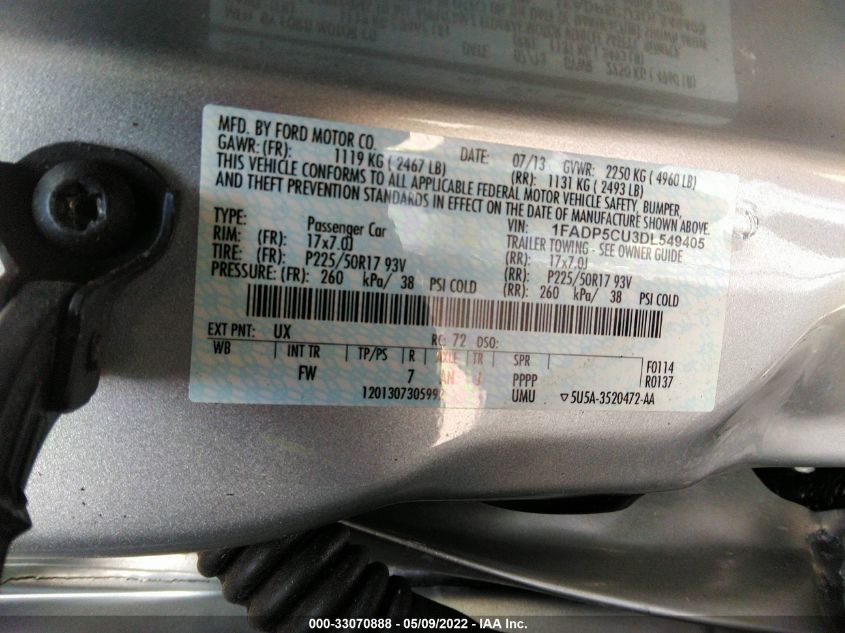 MFD. BY FORD MOTOR CO.
DATE: 07/13 GVWR: 2250 KG ( 4960 LB)
GAWR: (FR): 1119 KG ( 2467 LB) (RR): 1131 KG ( 2493 LB)
THIS VEHICLE CONFORMS TO ALL APPLICABLE FEDERAL MOTOR VEHICLE SAFETY, BUMPER,
AND THEFT PREVENTION STANDARDS IN EFFECT ON THE DATE OF MANUFACTURE SHOWN ABOVE.
VIN: 1FADP5CU3DL549405
TYPE: Passenger Car TRAILER TOWING - SEE OWNER GUIDE
RIM: (FR): 17x7.0J (RR): 17x7.0J
TIRE: (FR): P225/50R17 93V (RR): P225/50R17 93V
PRESSURE: (FR): 260 kPa/ 38 PSI COLD (RR): 260 kPa/ 38 PSI COLD
EXT PNT: UX RC: 72 DSO:
WB INT TR TP/PS R AXLE TR SPR F0114
FW 7 PPPP R0137
120130730599 UMU ▽5U5A-3520472-AA
000-33070888 - 05/09/2022 - IAA Inc.